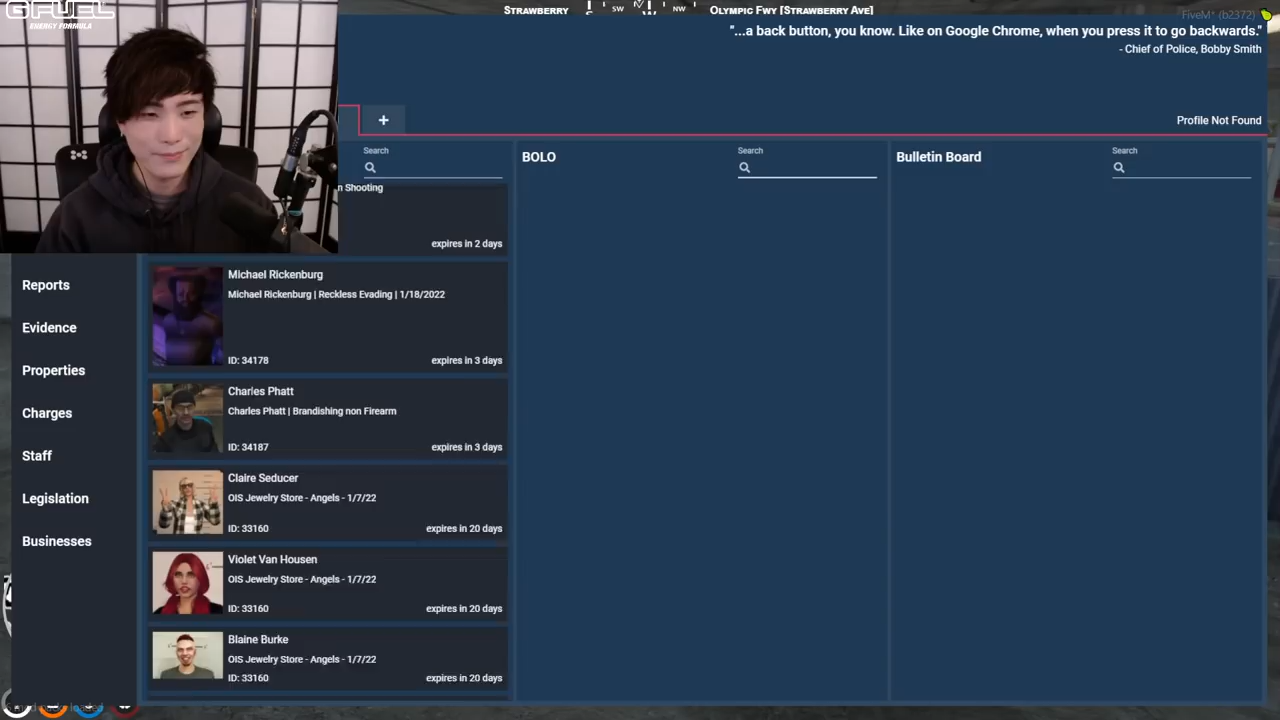 G FUEL
ENERGY FORMULA
Strawberry
SW
NW
Olympic Fwy [Strawberry Ave]
FiveM* (b2372)
"...a back button, you know. Like on Google Chrome, when you press it to go backwards."
- Chief of Police, Bobby Smith
+
Profile Not Found
Search
BOLO
Search
Bulletin Board
Search
n Shooting
expires in 2 days
Reports
Evidence
Properties
Charges
Staff
Legislation
Businesses
Michael Rickenburg
Michael Rickenburg | Reckless Evading | 1/18/2022
ID: 34178
expires in 3 days
Charles Phatt
Charles Phatt | Brandishing non Firearm
ID: 34187
expires in 3 days
Claire Seducer
OIS Jewelry Store - Angels - 1/7/22
ID: 33160
expires in 20 days
Violet Van Housen
OIS Jewelry Store - Angels - 1/7/22
ID: 33160
expires in 20 days
Blaine Burke
OIS Jewelry Store - Angels - 1/7/22
ID: 33160
expires in 20 days